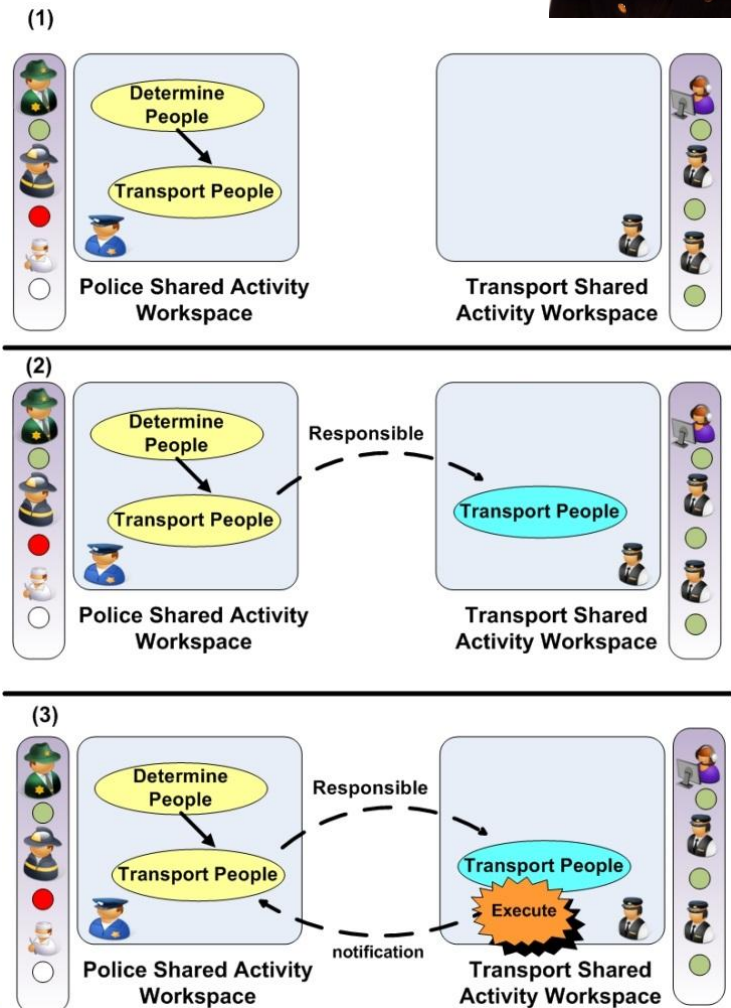 (1)
Determine
People
Transport People
Police Shared Activity
Workspace
Transport Shared
Activity Workspace
(2)
Determine
People
Transport People
Responsible
Transport People
Police Shared Activity
Workspace
Transport Shared
Activity Workspace
(3)
Determine
People
Transport People
Responsible
Transport People
Execute
notification
Police Shared Activity
Workspace
Transport Shared
Activity Workspace